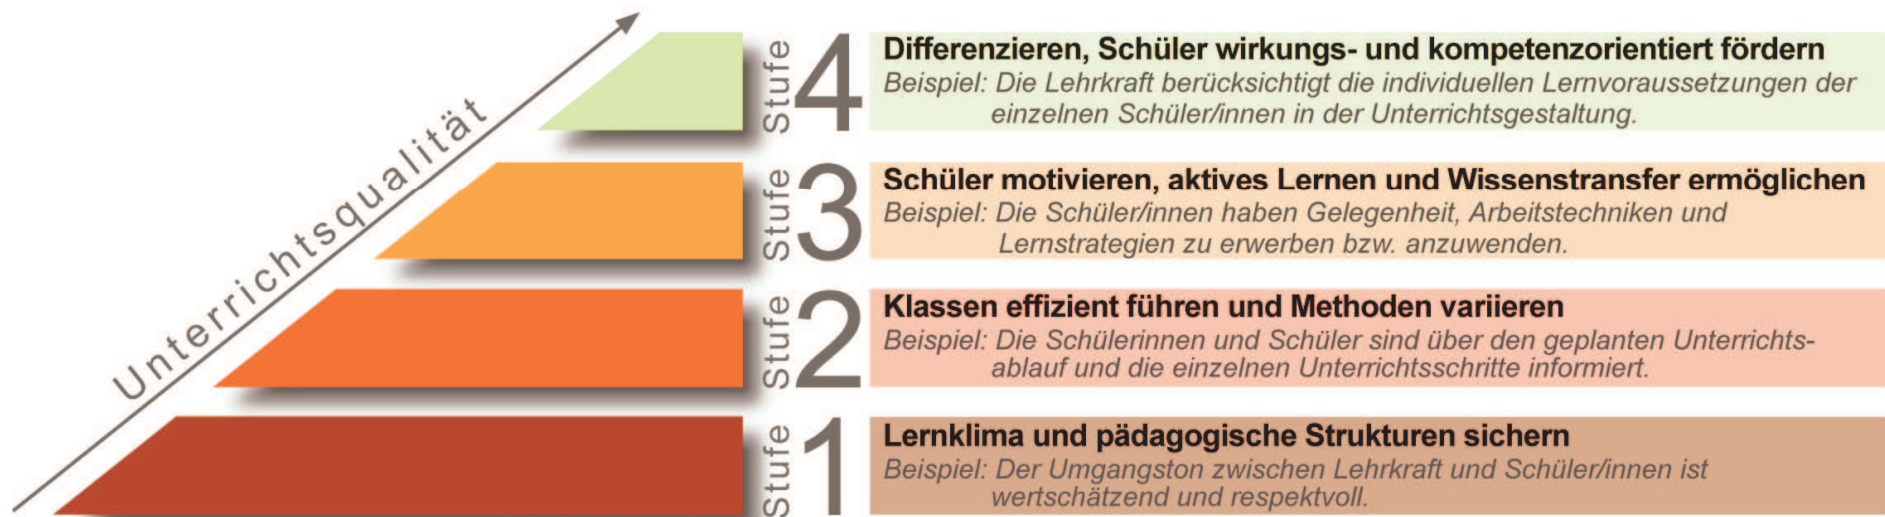 Unterrichtsqualität
Stufe 4
Differenzieren, Schüler wirkungs- und kompetenzorientiert fördern
Beispiel: Die Lehrkraft berücksichtigt die individuellen Lernvoraussetzungen der
einzelnen Schüler/innen in der Unterrichtsgestaltung.
Stufe 3
Schüler motivieren, aktives Lernen und Wissenstransfer ermöglichen
Beispiel: Die Schüler/innen haben Gelegenheit, Arbeitstechniken und
Lernstrategien zu erwerben bzw. anzuwenden.
Stufe 2
Klassen effizient führen und Methoden variieren
Beispiel: Die Schülerinnen und Schüler sind über den geplanten Unterrichts-
ablauf und die einzelnen Unterrichtsschritte informiert.
Stufe 1
Lernklima und pädagogische Strukturen sichern
Beispiel: Der Umgangston zwischen Lehrkraft und Schüler/innen ist
wertschätzend und respektvoll.